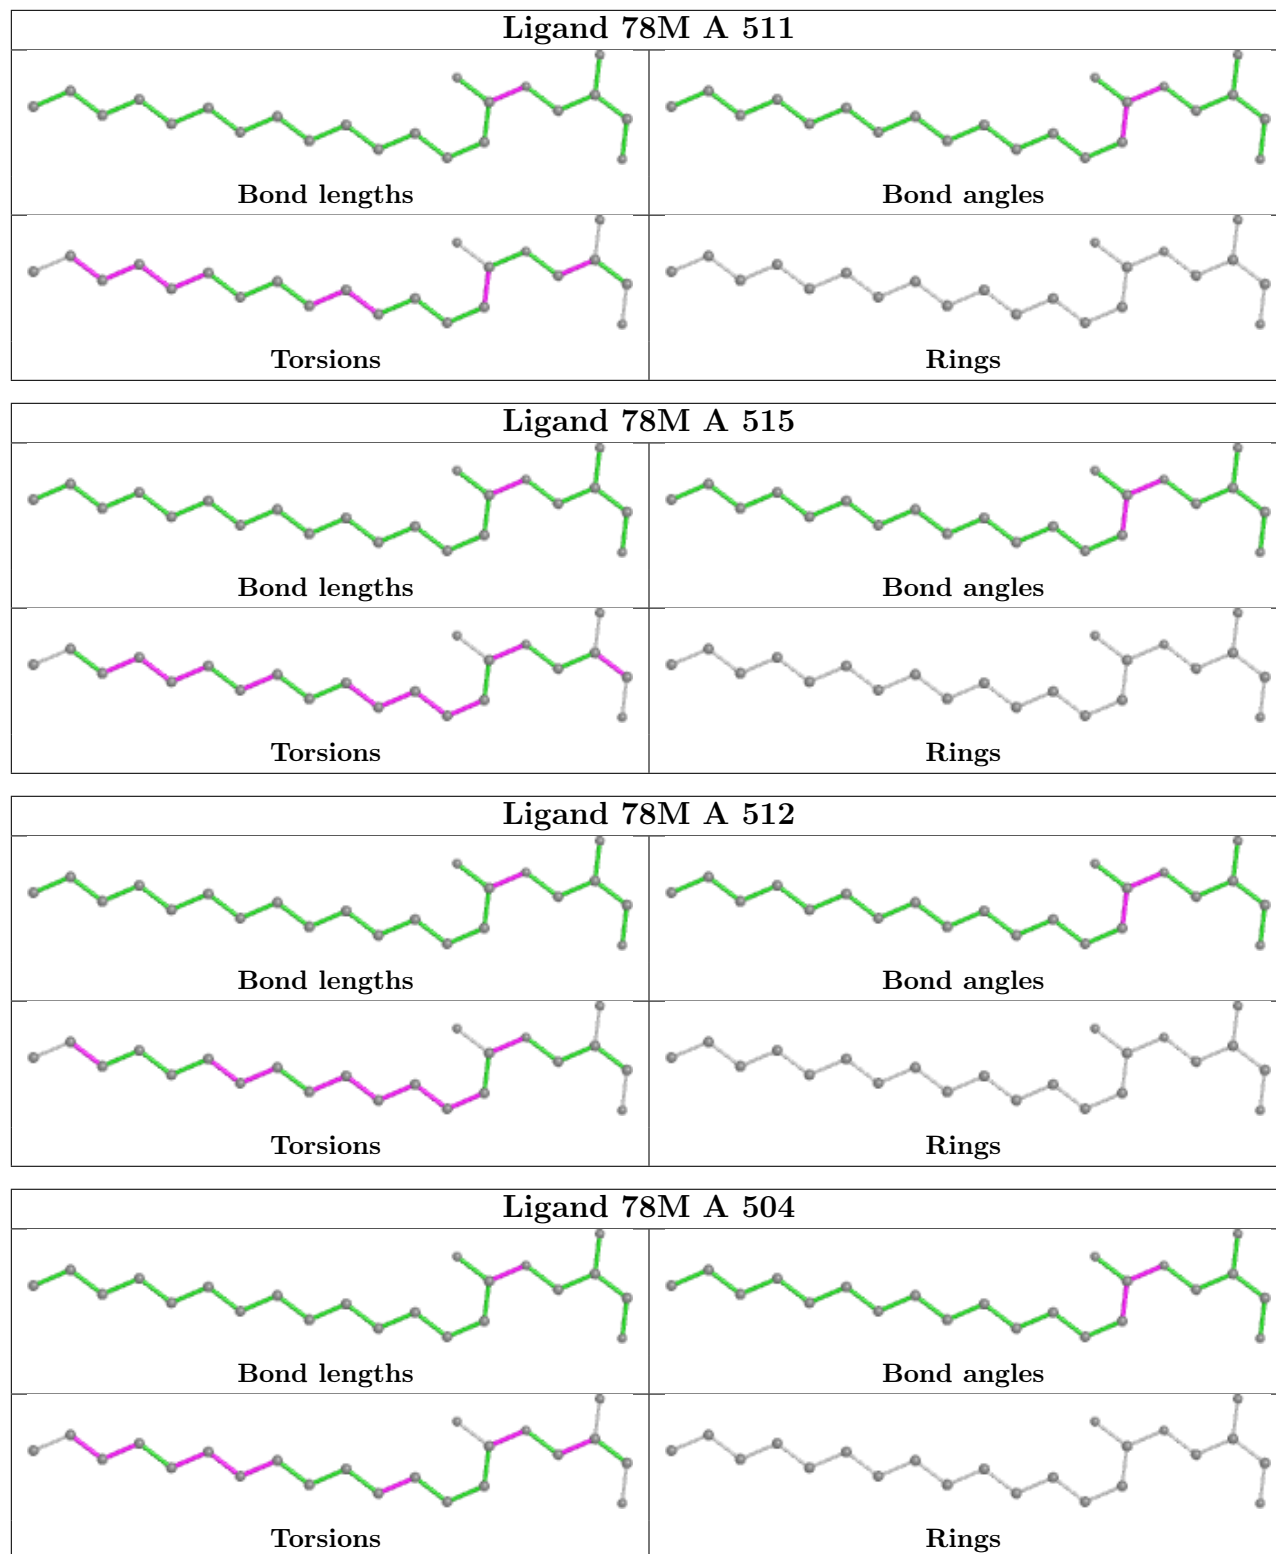 Ligand 78M A 511
Bond lengths
Bond angles
Torsions
Rings
Ligand 78M A 515
Bond lengths
Bond angles
Torsions
Rings
Ligand 78M A 512
Bond lengths
Bond angles
Torsions
Rings
Ligand 78M A 504
Bond lengths
Bond angles
Torsions
Rings